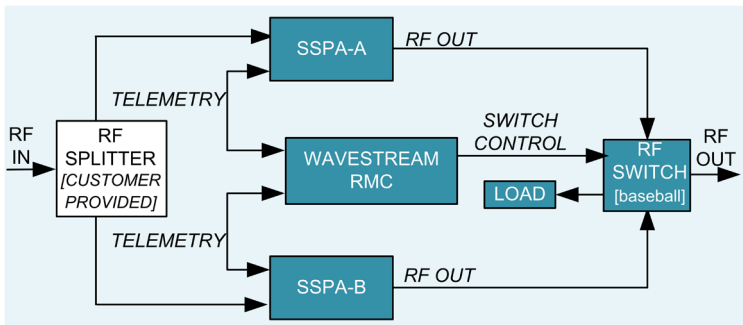 SSPA-A
RF OUT
TELEMETRY
RF
IN
RF
SPLITTER
[CUSTOMER
PROVIDED]
WAVESTREAM
RMC
SWITCH
CONTROL
LOAD
RF
SWITCH
[baseball]
RF
OUT
TELEMETRY
SSPA-B
RF OUT